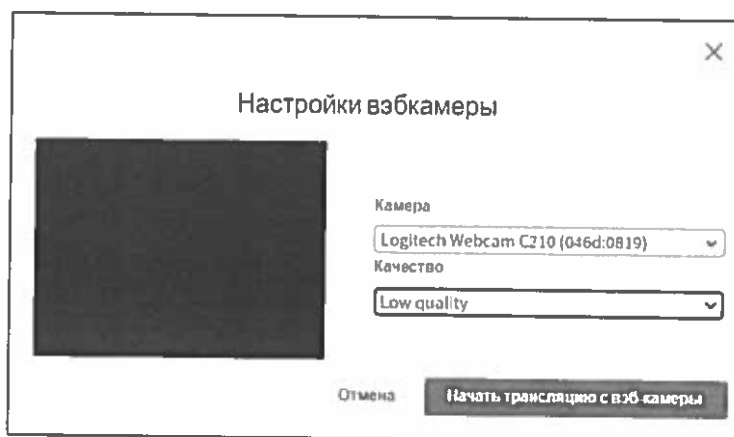 Настройки вэбкамеры
Камера
Logitech Webcam C210 (046d:0819)
Качество
Low quality
Отмена
Начать трансляцию с вэб-камеры